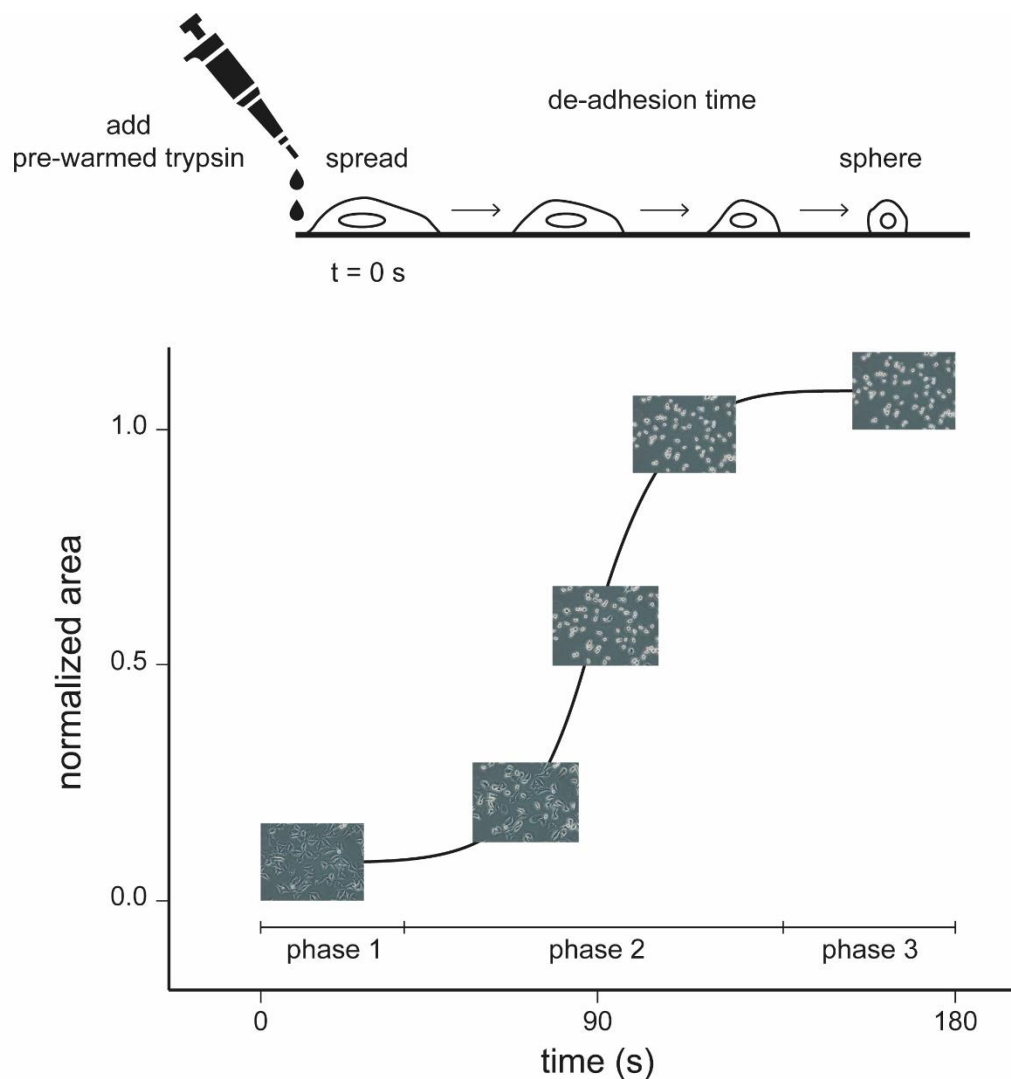 de-adhesion time
add
pre-warmed trypsin
spread
sphere
t = 0 s
normalized area
1.0
0.5
0.0
phase 1
phase 2
phase 3
0
90
180
time (s)